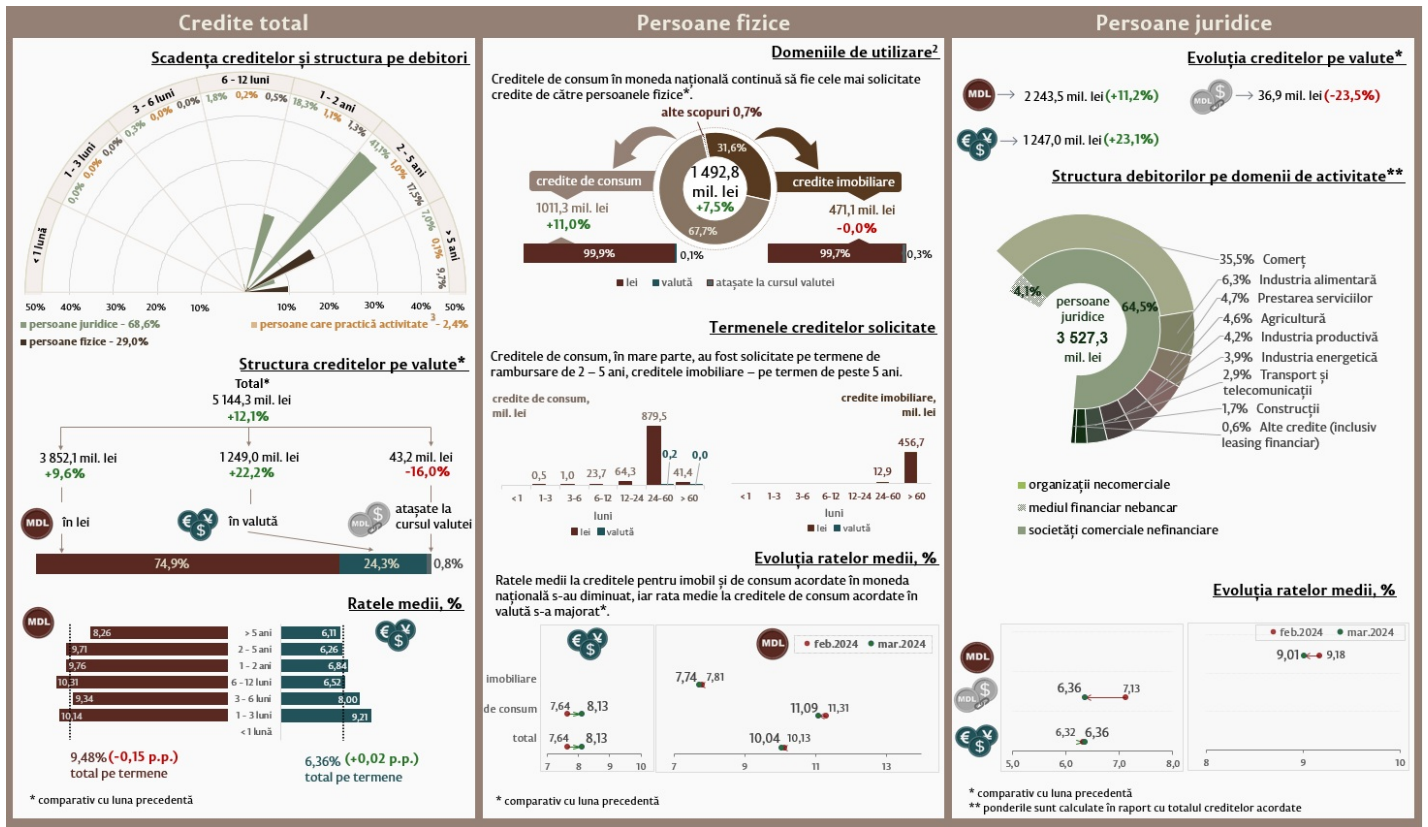 Credite total
Scadența creditelor și structura pe debitori
< 1 lună
1 - 3 luni
3 - 6 luni
6 - 12 luni
1 - 2 ani
2 - 5 ani
> 5 ani
0,0%
0,0%
0,0%
0,3%
0,0%
0,0%
1,8%
0,2%
0,5%
18,3%
1,1%
1,3%
41,1%
1,0%
17,5%
7,0%
0,1%
9,7%
50% 40% 30% 20% 10% 10% 20% 30% 40% 50%
persoane juridice - 68,6%
persoane care practică activitate 3 - 2,4%
persoane fizice - 29,0%
Structura creditelor pe valute*
Total*
5 144,3 mil. lei
+12,1%
3 852,1 mil. lei
+9,6%
1 249,0 mil. lei
+22,2%
43,2 mil. lei
-16,0%
MDL
în lei
€ ¥ $
în valută
MDL $
atașate la
cursul valutei
74,9%
24,3%
0,8%
Ratele medii, %
MDL
€ ¥ $
8,26 > 5 ani 6,11
9,71 2 - 5 ani 6,26
9,76 1 - 2 ani 6,84
10,31 6 - 12 luni 6,52
9,34 3 - 6 luni 8,00
10,14 1 - 3 luni 9,21
< 1 lună
9,48% (-0,15 p.p.)
total pe termene
6,36% (+0,02 p.p.)
total pe termene
* comparativ cu luna precedentă
Persoane fizice
Domeniile de utilizare2
Creditele de consum în moneda națională continuă să fie cele mai solicitate
credite de către persoanele fizice*.
alte scopuri 0,7%
31,6%
1 492,8
mil. lei
+7,5%
67,7%
credite de consum
1011,3 mil. lei
+11,0%
credite imobiliare
471,1 mil. lei
-0,0%
99,9%
0,1%
99,7%
0,3%
lei valută atașate la cursul valutei
Termenele creditelor solicitate
Creditele de consum, în mare parte, au fost solicitate pe termene de
rambursare de 2 – 5 ani, creditele imobiliare – pe termen de peste 5 ani.
credite de consum,
mil. lei
879,5
0,5 1,0 23,7 64,3 0,2 41,4 0,0
< 1 1-3 3-6 6-12 12-24 24-60 > 60
luni
lei valută
credite imobiliare,
mil. lei
12,9 456,7
< 1 1-3 3-6 6-12 12-24 24-60 > 60
luni
lei valută
Evoluția ratelor medii, %
Ratele medii la creditele pentru imobil și de consum acordate în moneda
națională s-au diminuat, iar rata medie la creditele de consum acordate în
valută s-a majorat*.
€ ¥ $
MDL
feb.2024 mar.2024
imobiliare
7,74 7,81
de consum
7,64 8,13
11,09 11,31
total
7,64 8,13
10,04 10,13
7 8 9 10
7 9 11 13
* comparativ cu luna precedentă
Persoane juridice
Evoluția creditelor pe valute*
MDL 2 243,5 mil. lei (+11,2%)
MDL $ 36,9 mil. lei (-23,5%)
€ ¥ $ 1 247,0 mil. lei (+23,1%)
Structura debitorilor pe domenii de activitate**
4,1%
64,5%
persoane
juridice
3 527,3
mil. lei
35,5% Comerț
6,3% Industria alimentară
4,7% Prestarea serviciilor
4,6% Agricultură
4,2% Industria productivă
3,9% Industria energetică
2,9% Transport și
telecomunicații
1,7% Construcții
0,6% Alte credite (inclusiv
leasing financiar)
organizații necomerciale
mediul financiar nebancar
societăți comerciale nefinanciare
Evoluția ratelor medii, %
feb.2024 mar.2024
MDL
9,01 9,18
MDL $
6,36 7,13
€ ¥ $
6,32 6,36
5,0 6,0 7,0 8,0
8 9 10
* comparativ cu luna precedentă
** ponderile sunt calculate în raport cu totalul creditelor acordate